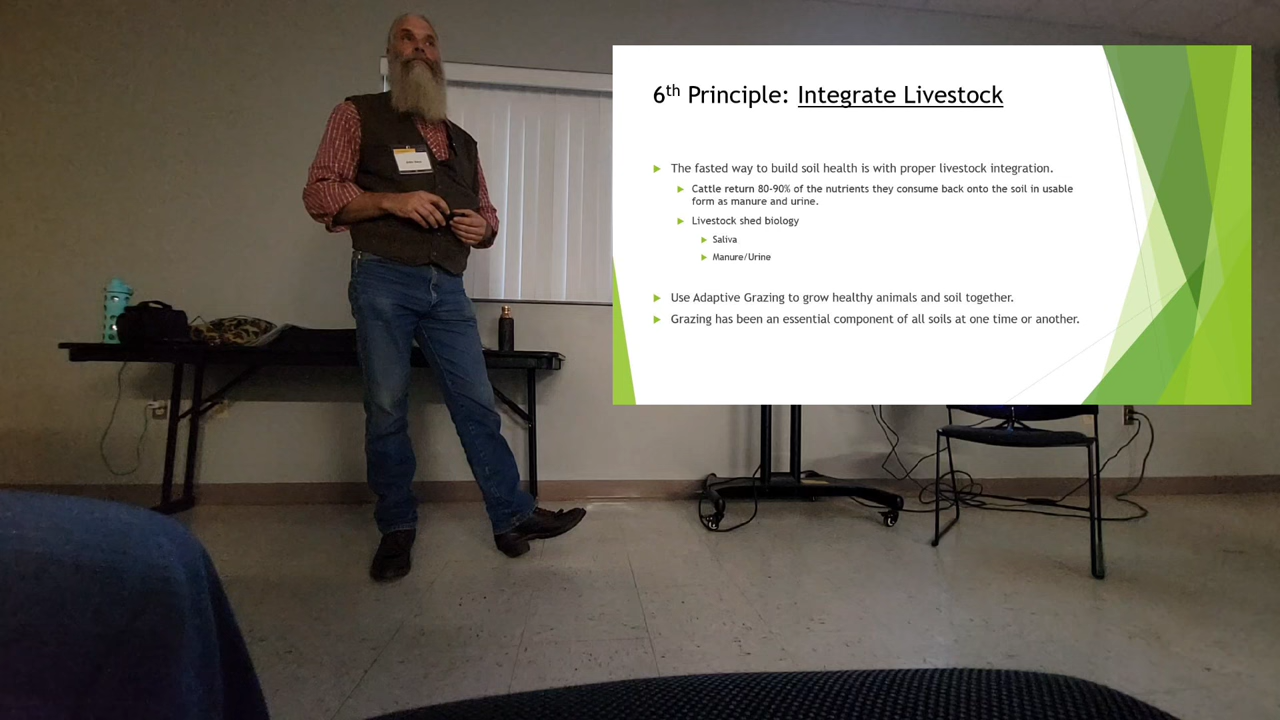 6th Principle: Integrate Livestock
The fasted way to build soil health is with proper livestock integration.
Cattle return 80-90% of the nutrients they consume back onto the soil in usable
form as manure and urine.
Livestock shed biology
Saliva
Manure/Urine
Use Adaptive Grazing to grow healthy animals and soil together.
Grazing has been an essential component of all soils at one time or another.